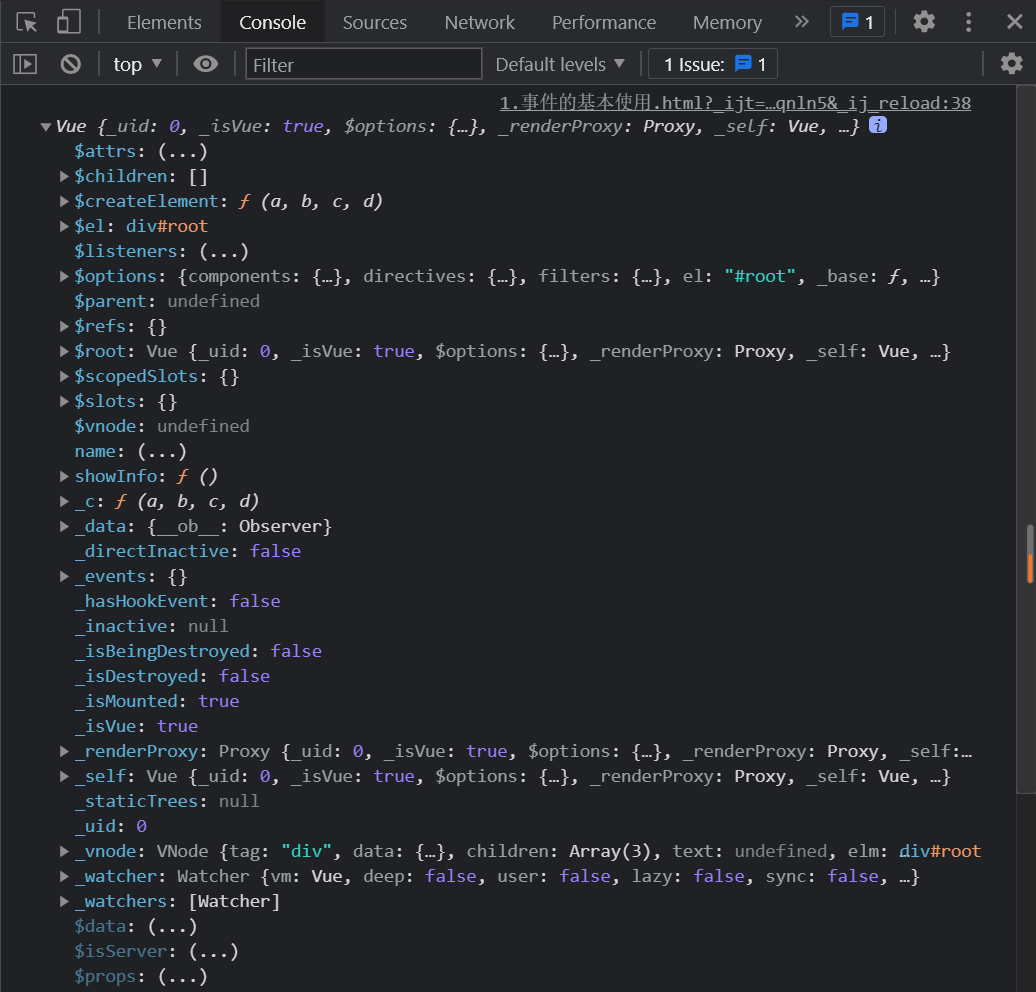 Elements Console Sources Network Performance Memory » 1
top ▼ Filter Default levels ▼ 1 Issue: 1
1.事件的基本使用.html?_ijt=…qnln5&_ij_reload:38
▼Vue {_uid: 0, _isVue: true, $options: {…}, _renderProxy: Proxy, _self: Vue, …} i
$attrs: (...)
▶$children: []
▶$createElement: ƒ (a, b, c, d)
▶$el: div#root
$listeners: (...)
▶$options: {components: {…}, directives: {…}, filters: {…}, el: "#root", _base: ƒ, …}
$parent: undefined
▶$refs: {}
▶$root: Vue {_uid: 0, _isVue: true, $options: {…}, _renderProxy: Proxy, _self: Vue, …}
▶$scopedSlots: {}
▶$slots: {}
$vnode: undefined
name: (...)
▶showInfo: ƒ ()
▶_c: ƒ (a, b, c, d)
▶_data: {__ob__: Observer}
_directInactive: false
▶_events: {}
_hasHookEvent: false
_inactive: null
_isBeingDestroyed: false
_isDestroyed: false
_isMounted: true
_isVue: true
▶_renderProxy: Proxy {_uid: 0, _isVue: true, $options: {…}, _renderProxy: Proxy, _self:…
▶_self: Vue {_uid: 0, _isVue: true, $options: {…}, _renderProxy: Proxy, _self: Vue, …}
_staticTrees: null
_uid: 0
▶_vnode: VNode {tag: "div", data: {…}, children: Array(3), text: undefined, elm: div#root
▶_watcher: Watcher {vm: Vue, deep: false, user: false, lazy: false, sync: false, …}
▶_watchers: [Watcher]
$data: (...)
$isServer: (...)
$props: (...)